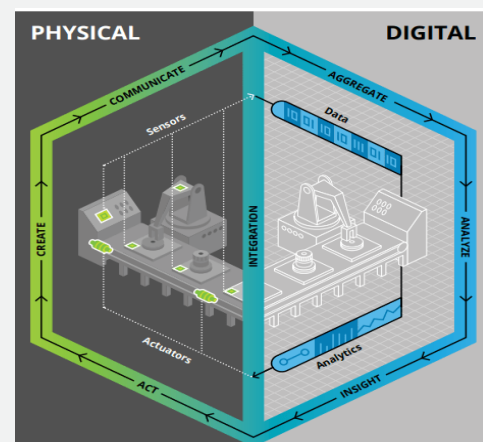 PHYSICAL
DIGITAL
COMMUNICATE
AGGREGATE
Sensors
Data
CREATE
INTEGRATION
ANALYZE
Actuators
Analytics
ACT
INSIGHT